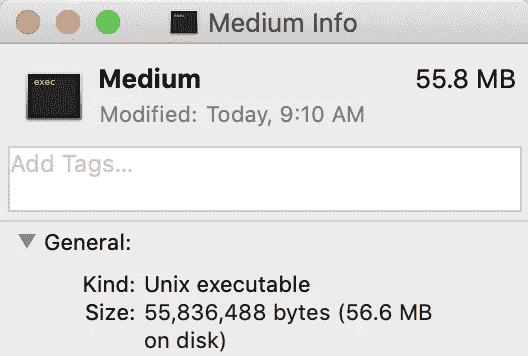 Medium Info
exec
Medium 55.8 MB
Modified: Today, 9:10 AM
Add Tags...
General:
Kind: Unix executable
Size: 55,836,488 bytes (56.6 MB
on disk)